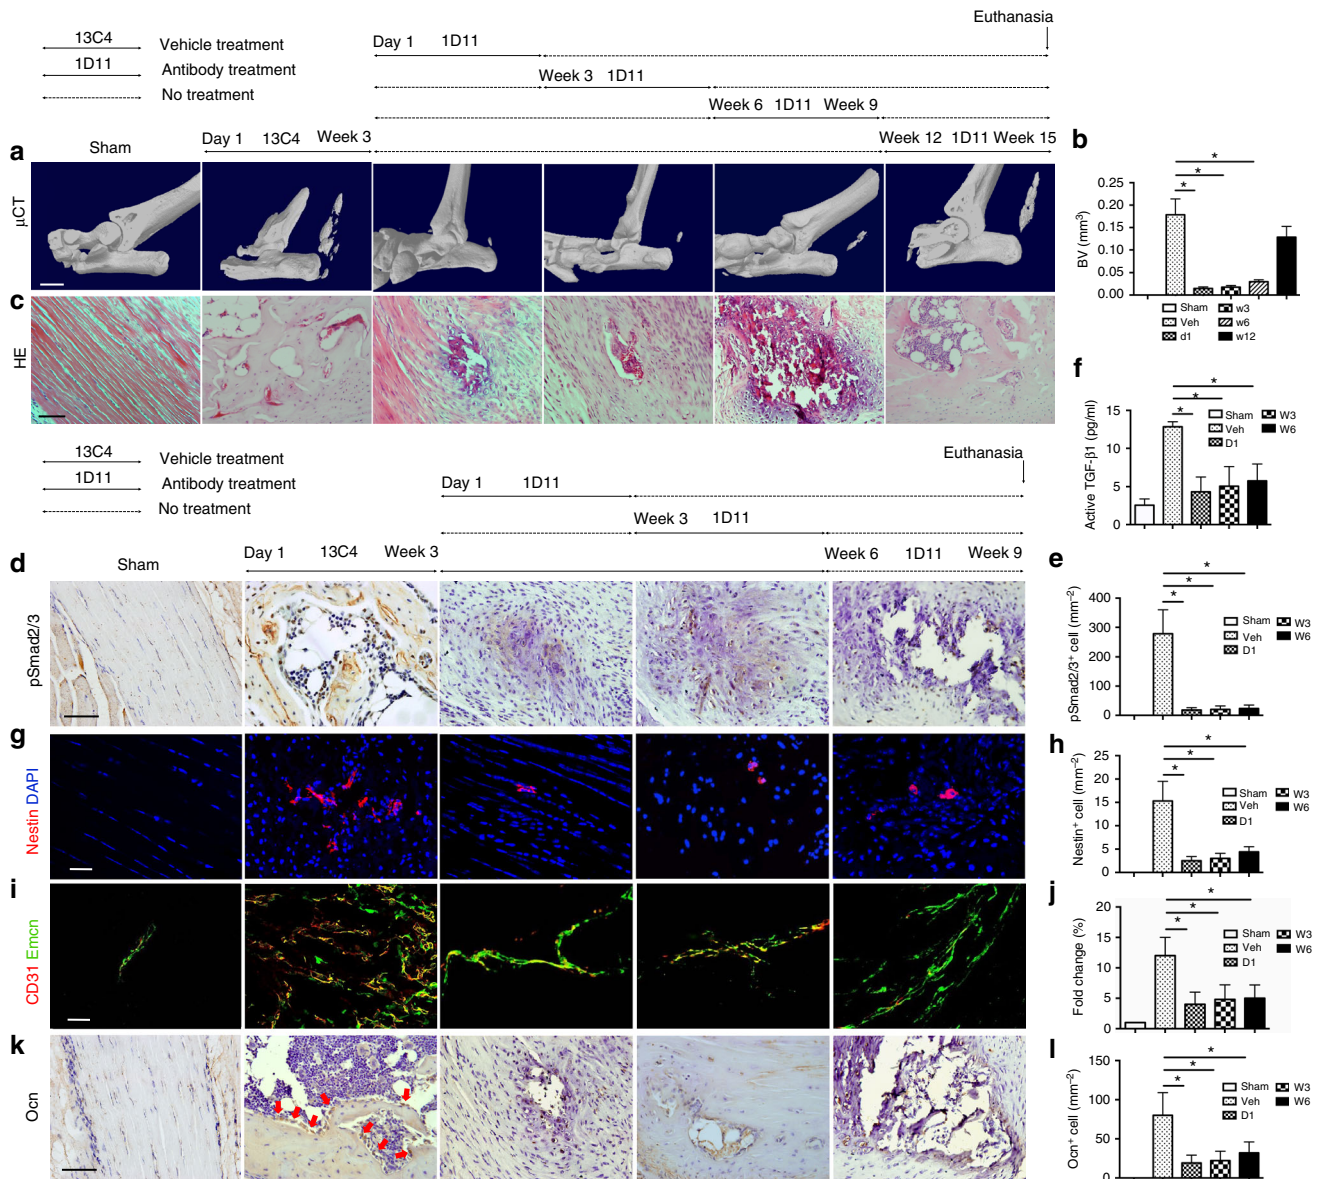 Euthanasia
13C4 Vehicle treatment
1D11 Antibody treatment
No treatment
Day 1 1D11
Week 3 1D11
Week 6 1D11 Week 9
Day 1 13C4 Week 3
Week 12 1D11 Week 15
a
Sham
μCT
b
BV (mm³)
0.25
0.20
0.15
0.10
0.05
0.00
* * *
Sham
Veh
d1
w3
w6
w12
c
HE
f
Active TGF-β1 (pg/ml)
15
10
5
0
* * *
Sham
Veh
D1
W3
W6
13C4 Vehicle treatment
1D11 Antibody treatment
No treatment
Euthanasia
Day 1 1D11
Week 3 1D11
Day 1 13C4 Week 3
Week 6 1D11 Week 9
d
Sham
pSmad2/3
e
pSmad2/3⁺ cell (mm⁻²)
400
300
200
100
0
* * *
Sham
Veh
D1
W3
W6
g
Nestin DAPI
h
Nestin⁺ cell (mm⁻²)
25
20
15
10
5
0
* * *
Sham
Veh
D1
W3
W6
i
CD31 Emcn
j
Fold change (%)
20
15
10
5
0
* * *
Sham
Veh
D1
W3
W6
k
Ocn
l
Ocn⁺ cell (mm⁻²)
150
100
50
0
* * *
Sham
Veh
D1
W3
W6